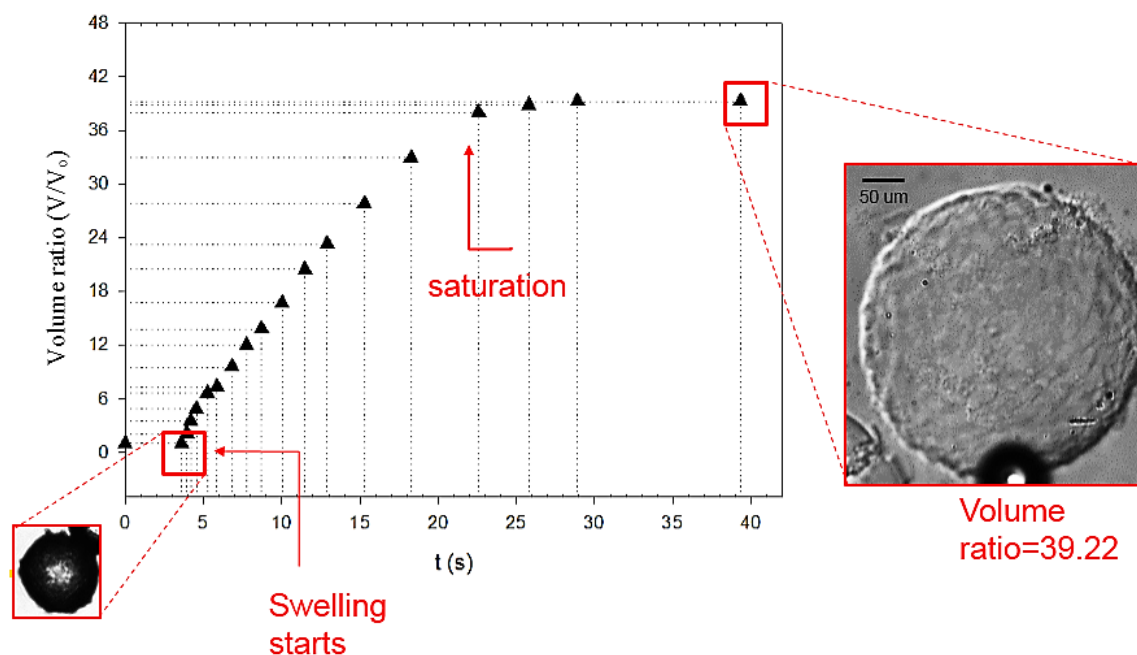 48
42
36
30
24
18
12
6
0
Volume ratio (V/Vo)
0 5 10 15 20 25 30 35 40
t (s)
saturation
Swelling
starts
50 um
Volume
ratio=39.22